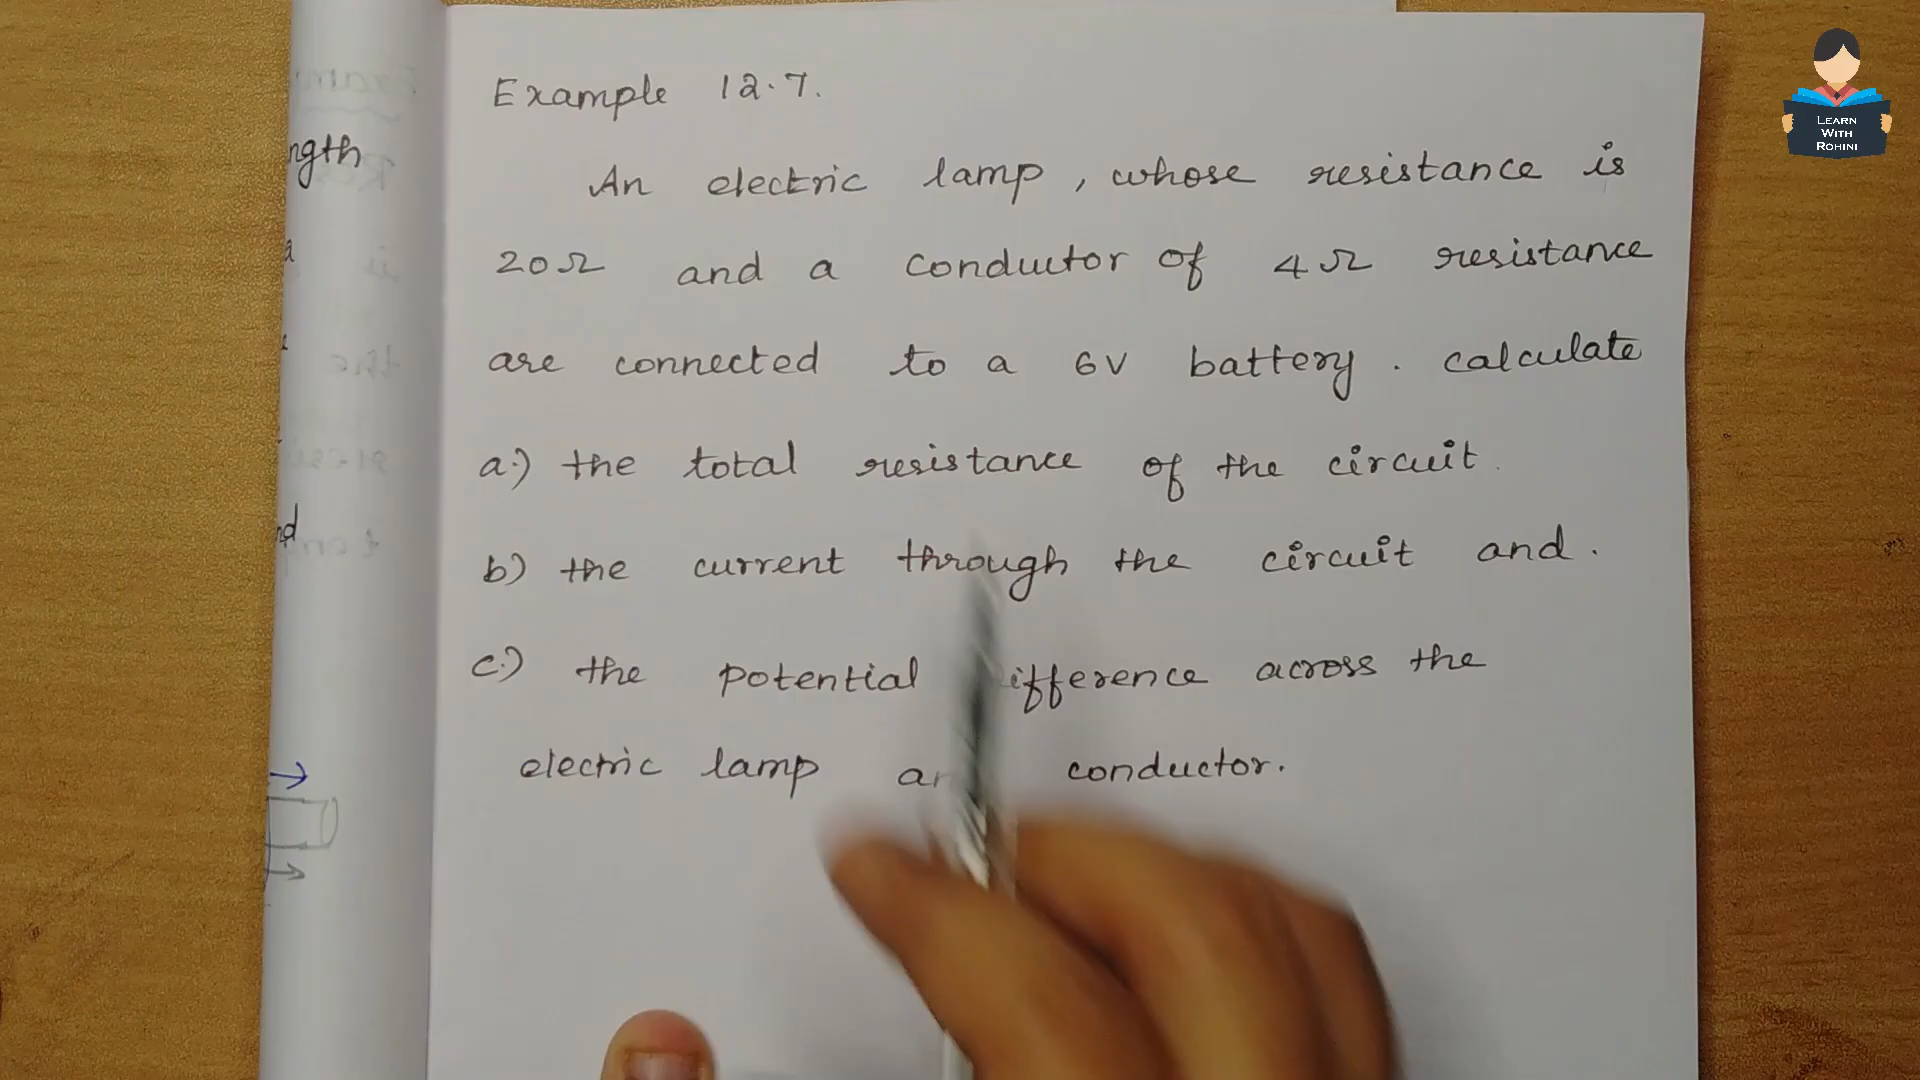 Example 12.7.
An electric lamp, whose resistance is
20Ω and a conductor of 4Ω resistance
are connected to a 6V battery. calculate
a.) the total resistance of the circuit.
b) the current through the circuit and.
c.) the potential ifference across the
electric lamp conductor.
ngth
nd
LEARN
WITH
ROHINI